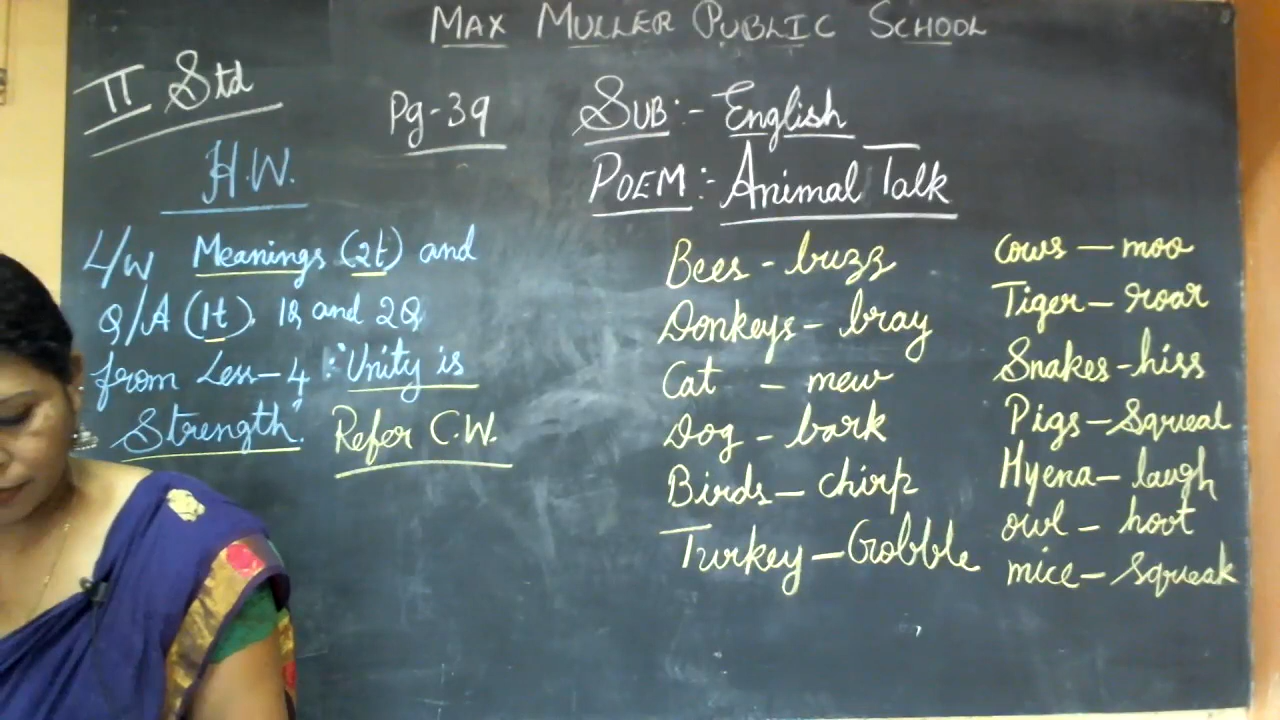 MAX MULLER PUBLIC SCHOOL
II Std
Pg-39
SUB:- English
POEM:- Animal Talk
H.W.
L/W Meanings (2t) and
Q/A (1t) 1Q and 2Q
from Less-4: "Unity is
Strength". Refer C.W.
Bees - buzz
Donkeys - bray
Cat - mew
Dog - bark
Birds - chirp
Turkey - Gobble
Cows - moo
Tiger - roar
Snakes - hiss
Pigs - Squeal
Hyena - laugh
owl - hoot
mice - Squeak